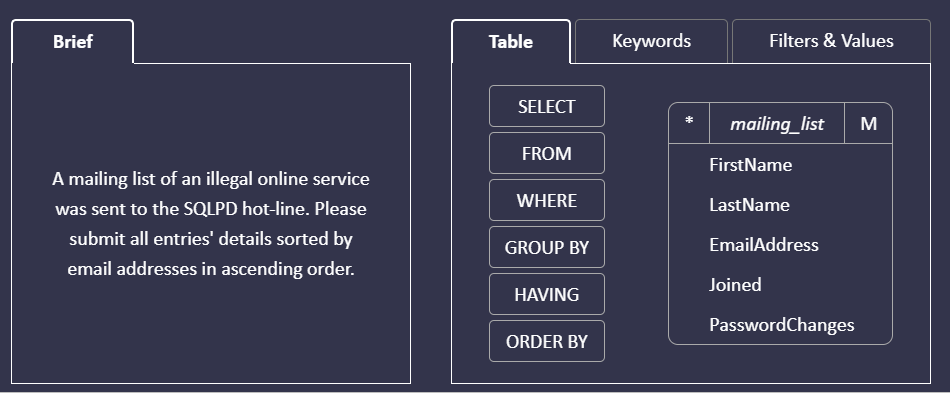 Brief
A mailing list of an illegal online service
was sent to the SQLPD hot-line. Please
submit all entries' details sorted by
email addresses in ascending order.
Table
Keywords
Filters & Values
SELECT
FROM
WHERE
GROUP BY
HAVING
ORDER BY
* mailing_list M
FirstName
LastName
EmailAddress
Joined
PasswordChanges